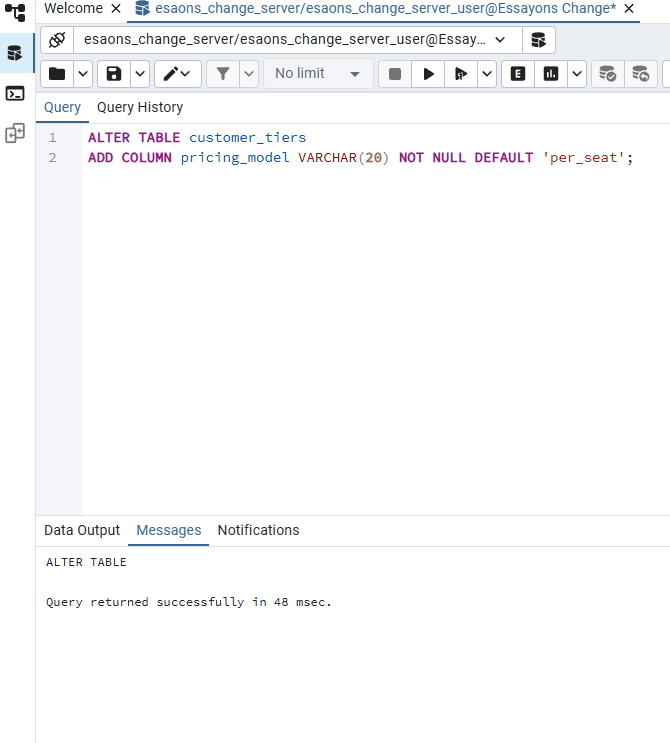 Welcome
esaons_change_server/esaons_change_server_user@Essayons Change*
esaons_change_server/esaons_change_server_user@Essay...
No limit
E
Query
Query History
1 ALTER TABLE customer_tiers
2 ADD COLUMN pricing_model VARCHAR(20) NOT NULL DEFAULT 'per_seat';
Data Output
Messages
Notifications
ALTER TABLE
Query returned successfully in 48 msec.